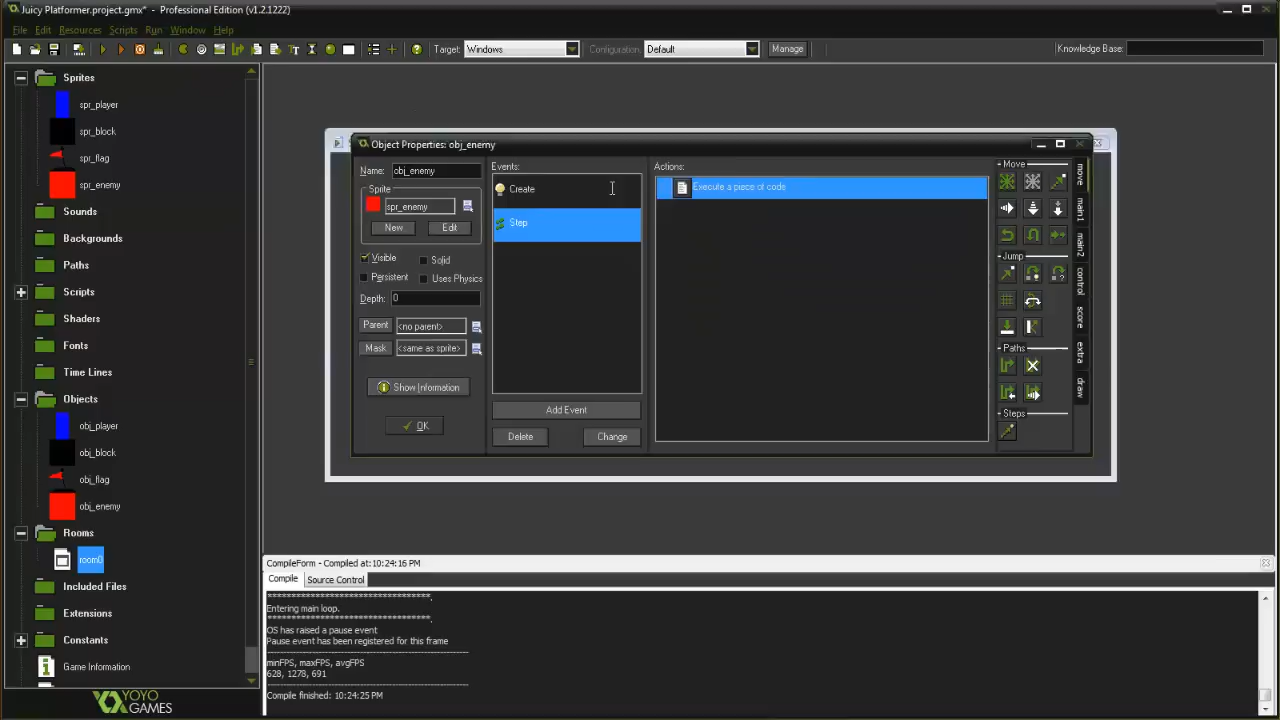 Juicy Platformer.project.gmx* - Professional Edition (v1.2.1222)
File Edit Resources Scripts Run Window Help
Target: Windows Configuration: Default Manage Knowledge Base:
Sprites
spr_player
spr_block
spr_flag
spr_enemy
Sounds
Backgrounds
Paths
Scripts
Shaders
Fonts
Time Lines
Objects
obj_player
obj_block
obj_flag
obj_enemy
Rooms
room0
Included Files
Extensions
Constants
Game Information
YOYO
GAMES
Object Properties: obj_enemy
Name: obj_enemy
Sprite
spr_enemy
New Edit
Visible Solid
Persistent Uses Physics
Depth: 0
Parent <no parent>
Mask <same as sprite>
Show Information
OK
Events:
Create
Step
Add Event
Delete Change
Actions:
Execute a piece of code
Move
Jump
Paths
Steps
move
main1
main2
control
score
extra
draw
CompileForm - Compiled at:10:24:16 PM
Compile Source Control
***********************************.
Entering main loop.
***********************************.
OS has raised a pause event
Pause event has been registered for this frame
--------------------------------------------------
minFPS, maxFPS, avgFPS
628, 1278, 691
--------------------------------------------------
Compile finished: 10:24:25 PM